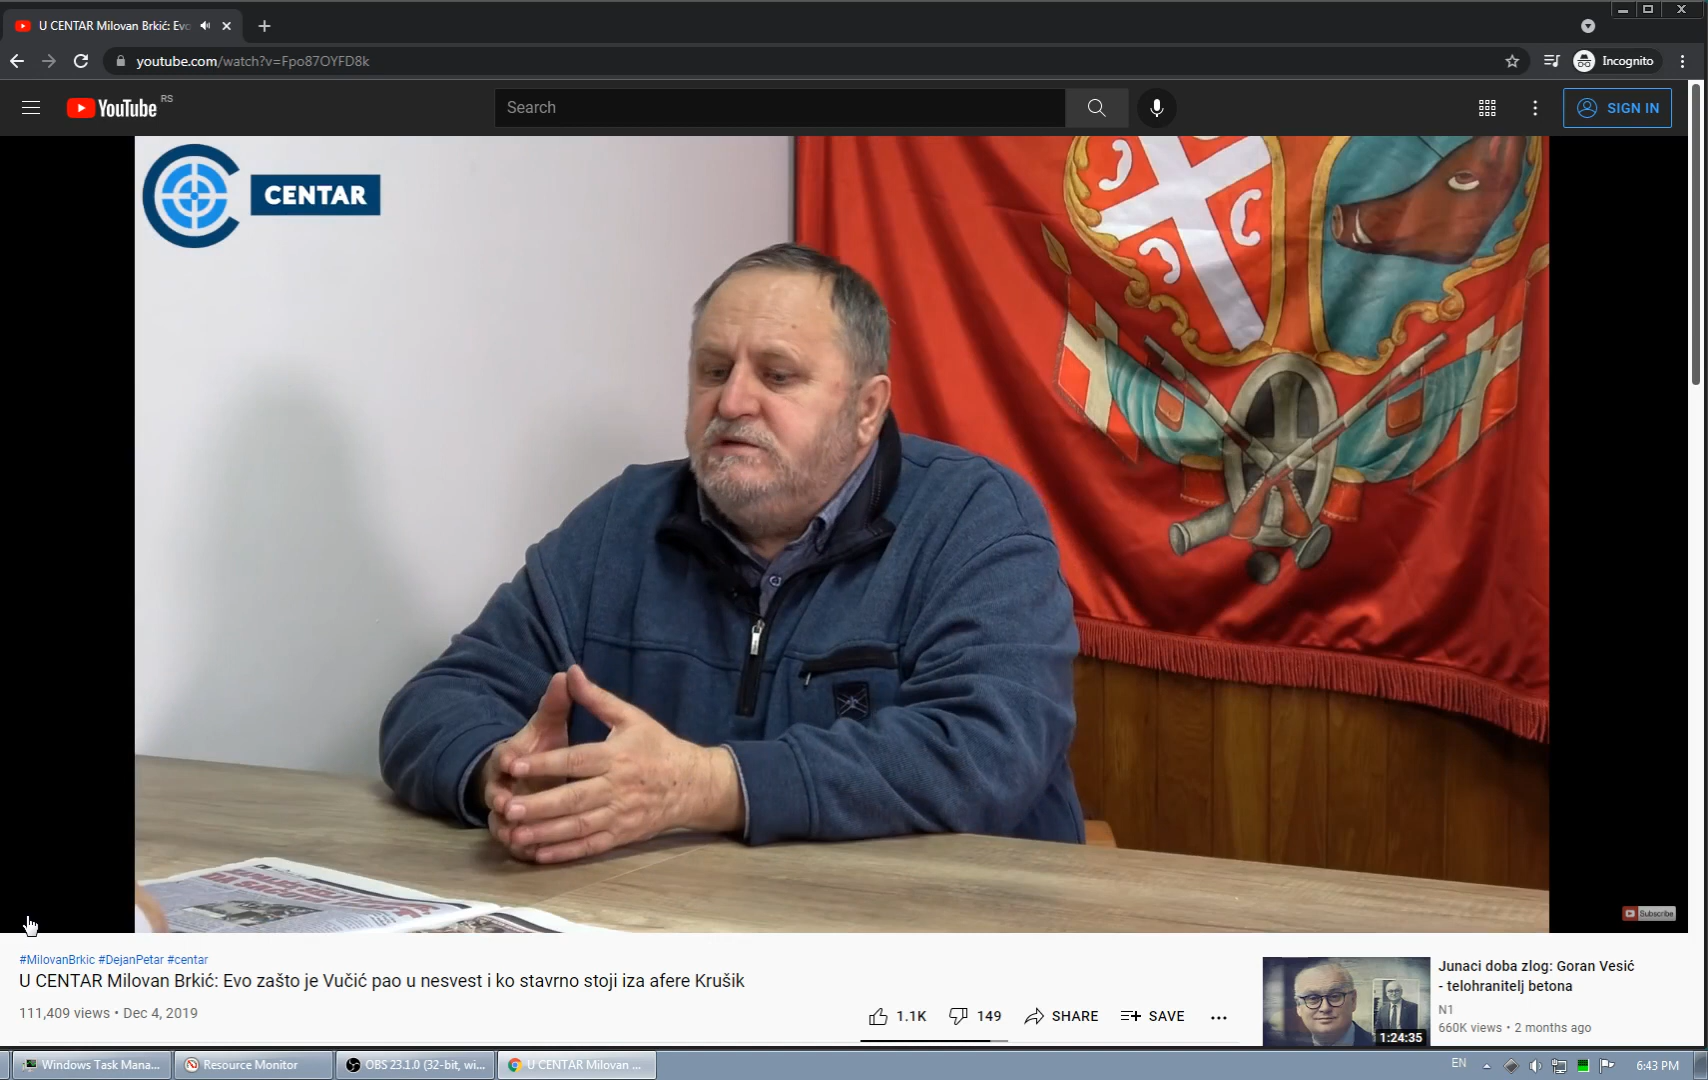 U CENTAR Milovan Brkić: Evo
youtube.com/watch?v=Fpo87OYFD8k
Incognito
YouTube RS
Search
SIGN IN
CENTAR
Subscribe
#MilovanBrkic #DejanPetar #centar
U CENTAR Milovan Brkić: Evo zašto je Vučić pao u nesvest i ko stavrno stoji iza afere Krušik
111,409 views • Dec 4, 2019
1.1K
149
SHARE
SAVE
1:24:35
Junaci doba zlog: Goran Vesić
- telohranitelj betona
N1
660K views • 2 months ago
Windows Task Mana...
Resource Monitor
OBS 23.1.0 (32-bit, wi...
U CENTAR Milovan ...
EN
6:43 PM